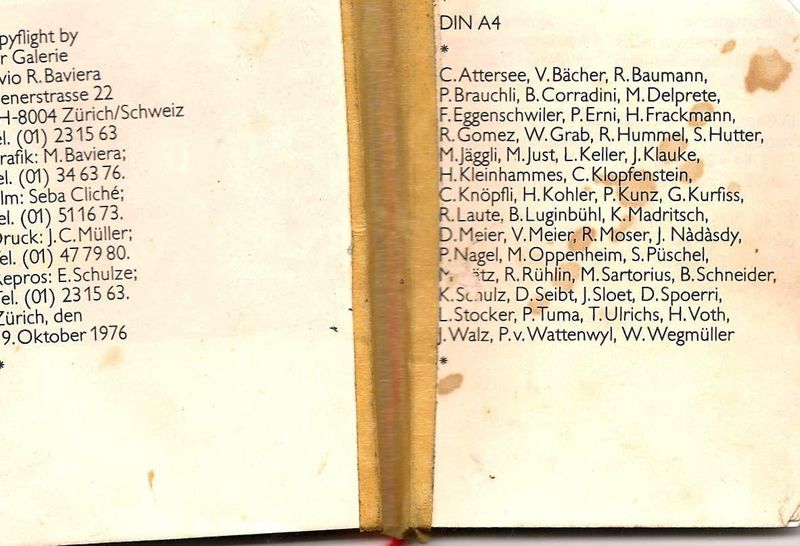 pyflight by
r Galerie
vio R. Baviera
enerstrasse 22
H-8004 Zürich/Schweiz
el. (01) 23 15 63
rafik: M. Baviera;
el. (01) 34 63 76.
lm: Seba Cliché;
el. (01) 51 16 73.
Druck: J. C. Müller;
Tel. (01) 47 79 80.
Repros: E. Schulze;
Tel. (01) 23 15 63.
Zürich, den
9. Oktober 1976
*
DIN A4
*
C. Attersee, V. Bächer, R. Baumann,
P. Brauchli, B. Corradini, M. Delprete,
F. Eggenschwiler, P. Erni, H. Frackmann,
R. Gomez, W. Grab, R. Hummel, S. Hutter,
M. Jäggli, M. Just, L. Keller, J. Klauke,
H. Kleinhammes, C. Klopfenstein,
C. Knöpfli, H. Kohler, P. Kunz, G. Kurfiss,
R. Laute, B. Luginbühl, K. Madritsch,
D. Meier, V. Meier, R. Moser, J. Nàdàsdy,
P. Nagel, M. Oppenheim, S. Püschel,
M. ätz, R. Rühlin, M. Sartorius, B. Schneider,
K. Schulz, D. Seibt, J. Sloet, D. Spoerri,
L. Stocker, P. Tuma, T. Ulrichs, H. Voth,
J. Walz, P. v. Wattenwyl, W. Wegmüller
*